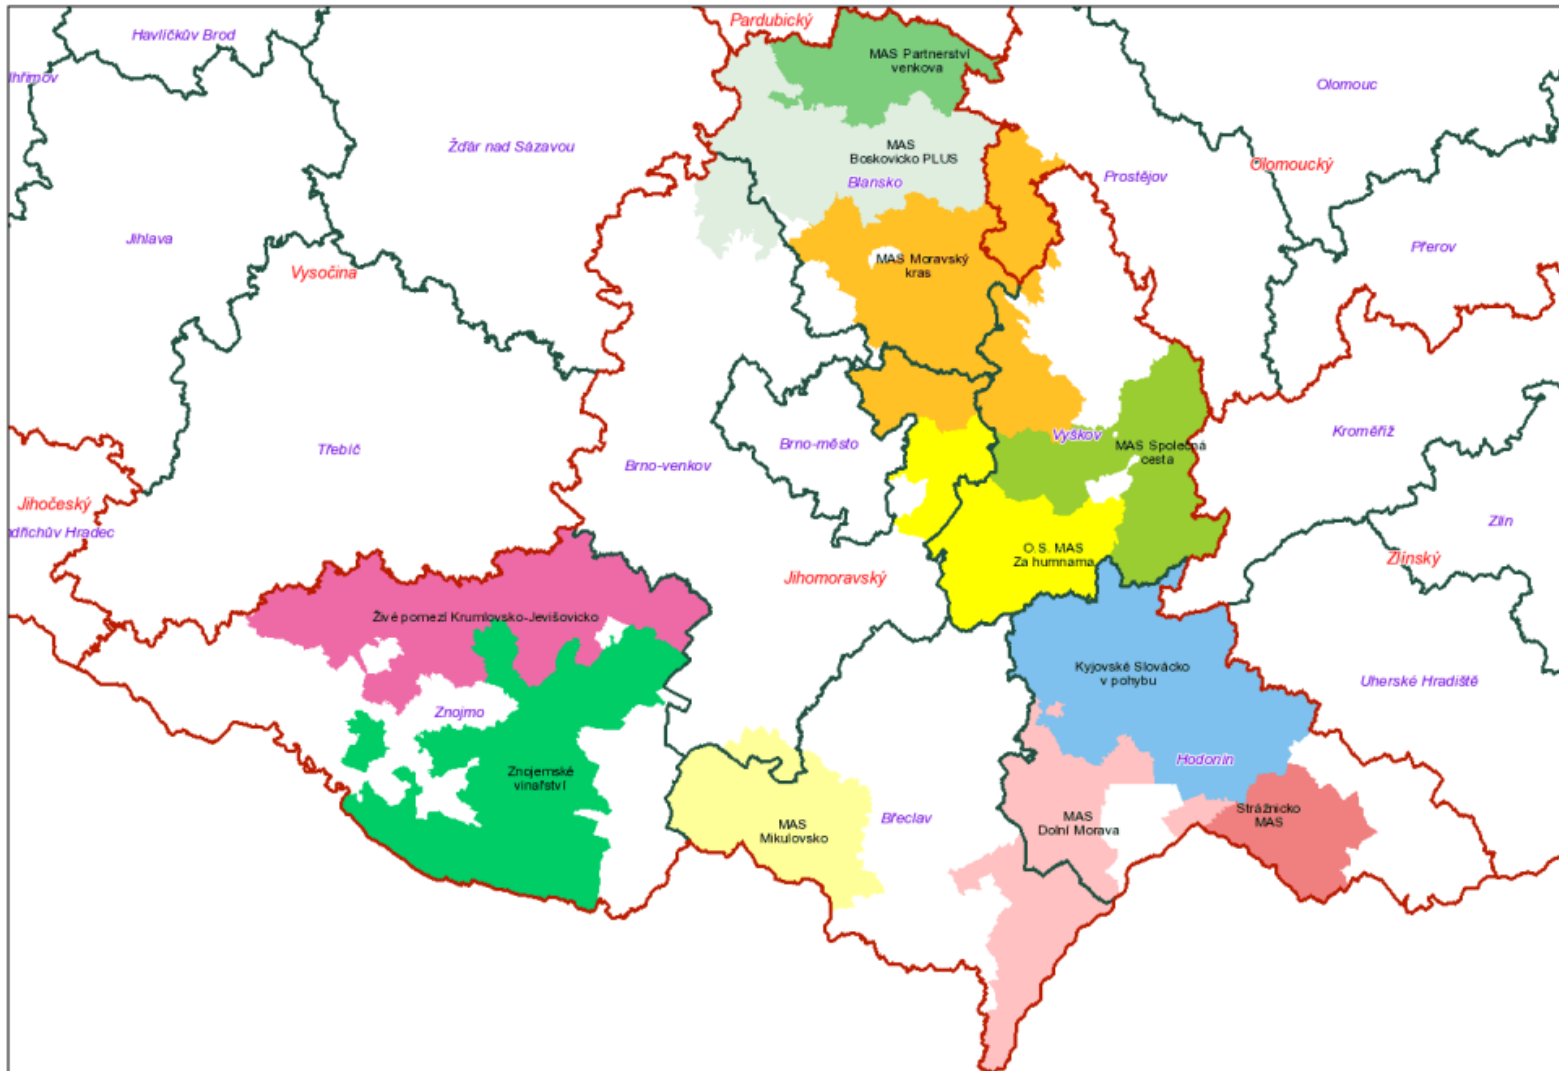 Pardubický
Havlíčkův Brod
MAS Partnerství
venkova
lhřimov
Olomouc
Žďár nad Sázavou
MAS
Boskovicko PLUS
Olomoucký
Prostějov
Blansko
Jihlava
Přerov
MAS Moravský
kras
Vysočina
Kroměříž
Vyškov
Brno-město
MAS Společná
cesta
Třebíč
Brno-venkov
Jihočeský
Zlín
dřichův Hradec
O.S. MAS
Za humnama
Zlínský
Jihomoravský
Živé pomezí Krumlovsko-Jevišovicko
Kyjovské Slovácko
v pohybu
Uherské Hradiště
Znojmo
Hodonín
Znojemské
vinařství
Strážnicko
MAS
MAS
Dolní Morava
Břeclav
MAS
Mikulovsko